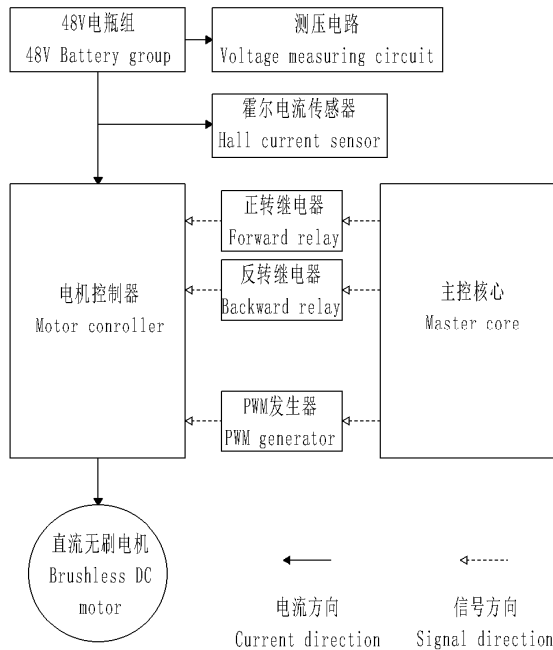 48V电瓶组
48V Battery group
测压电路
Voltage measuring circuit
霍尔电流传感器
Hall current sensor
正转继电器
Forward relay
反转继电器
Backward relay
电机控制器
Motor conroller
主控核心
Master core
PWM发生器
PWM generator
直流无刷电机
Brushless DC
motor
电流方向
Current direction
信号方向
Signal direction